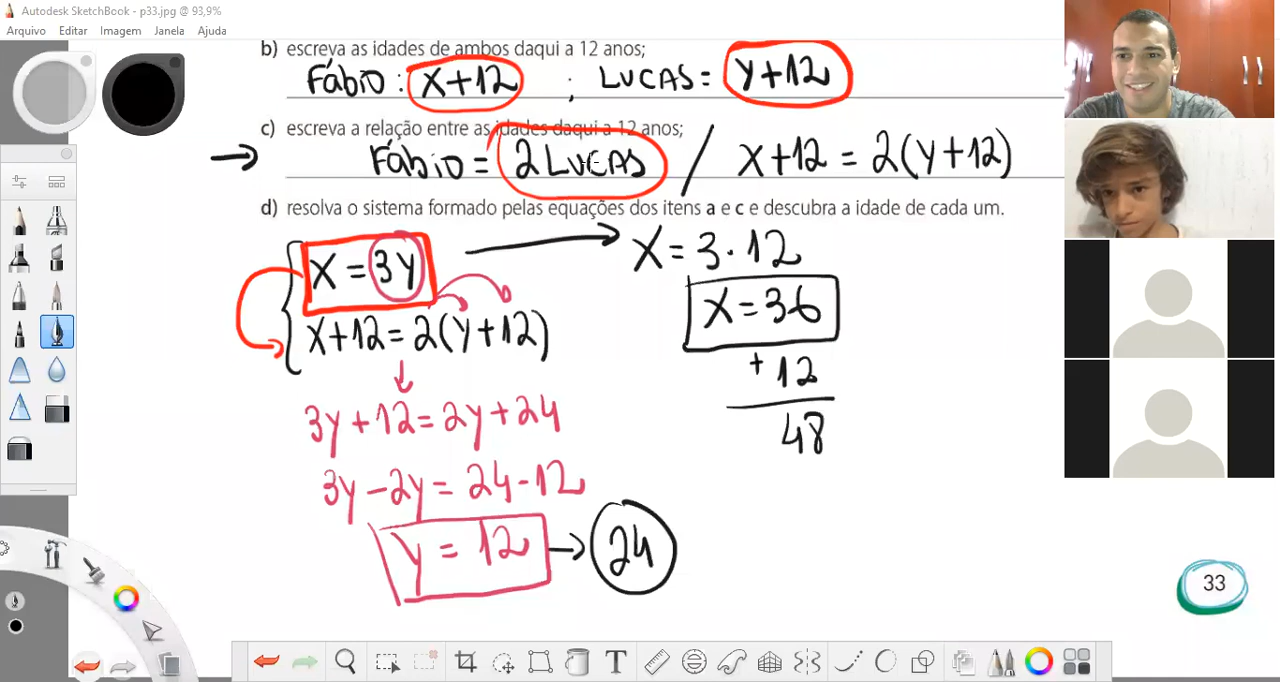 Autodesk SketchBook - p33.jpg @ 93,9%
Arquivo Editar Imagem Janela Ajuda
b) escreva as idades de ambos daqui a 12 anos;
Fábio: x+12 ; LUCAS = y+12
c) escreva a relação entre as idades daqui a 12 anos;
Fábio = 2 LUCAS / x+12 = 2(y+12)
d) resolva o sistema formado pelas equações dos itens a e c e descubra a idade de cada um.
x = 3y
x+12 = 2(y+12)
3y+12 = 2y+24
3y-2y = 24-12
y = 12 → 24
x = 3·12
x = 36
+ 12
48
33